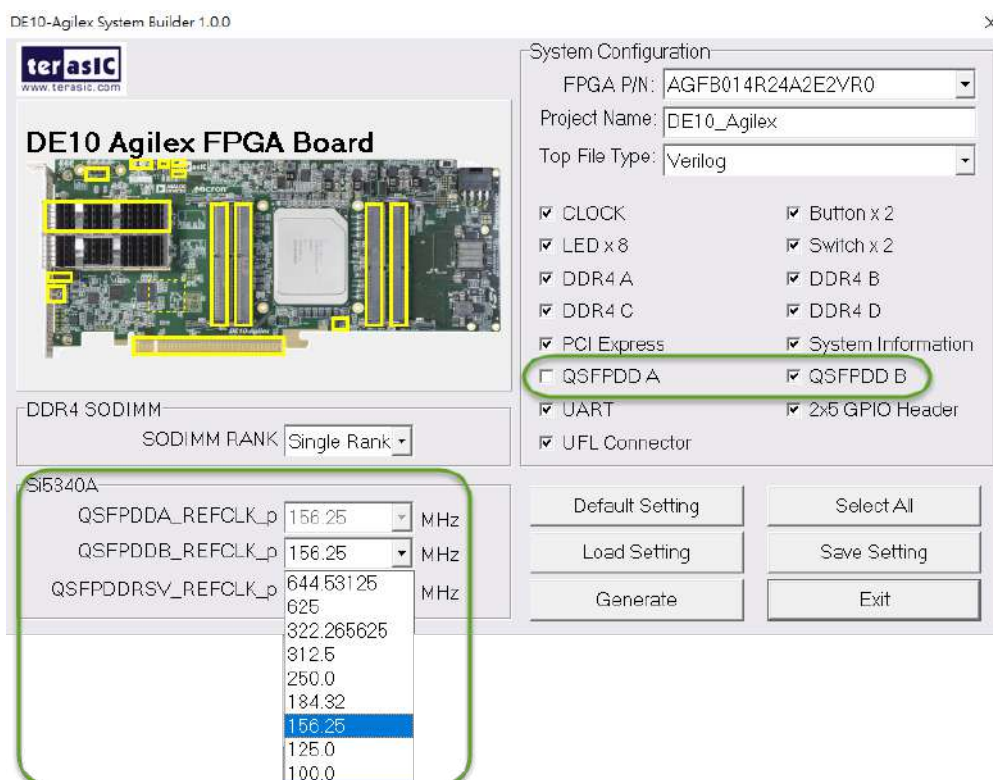 DE10-Agilex System Builder 1.0.0
terasIC
www.terasic.com
DE10 Agilex FPGA Board
DE10-Agilex
DDR4 SODIMM
SODIMM RANK Single Rank
Si5340A
QSFPDDA_REFCLK_p 156.25 MHz
QSFPDDB_REFCLK_p 156.25 MHz
QSFPDDRSV_REFCLK_p MHz
644.53125
625
322.265625
312.5
250.0
184.32
156.25
125.0
100.0
System Configuration
FPGA P/N: AGFB014R24A2E2VR0
Project Name: DE10_Agilex
Top File Type: Verilog
CLOCK Button x 2
LED x 8 Switch x 2
DDR4 A DDR4 B
DDR4 C DDR4 D
PCI Express System Information
QSFPDD A QSFPDD B
UART 2x5 GPIO Header
UFL Connector
Default Setting Select All
Load Setting Save Setting
Generate Exit